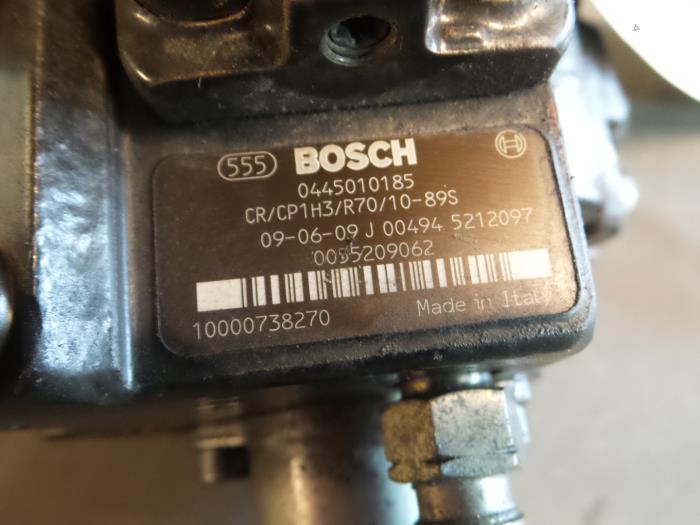 555 BOSCH
0445010185
CR/CP1H3/R70/10-89S
09-06-09 J 00494 5212097
0055209062
10000738270 Made in Italy